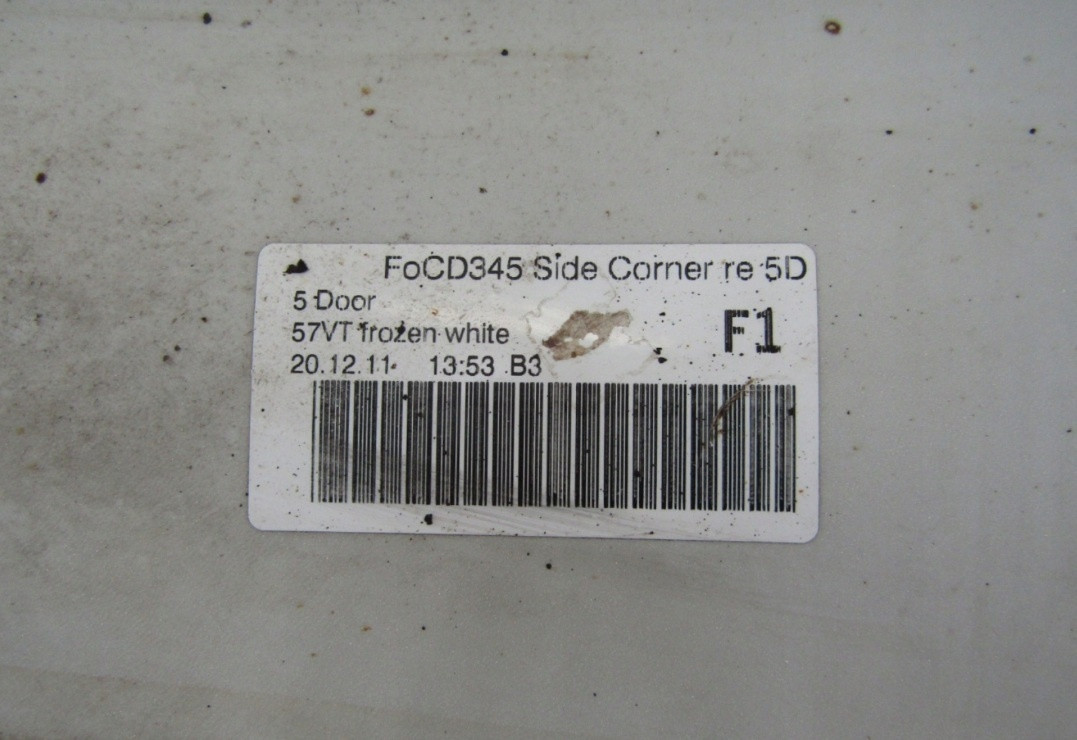 FoCD345 Side Corner re 5D
5 Door
57VT frozen white
F1
20.12.11 13:53 B3